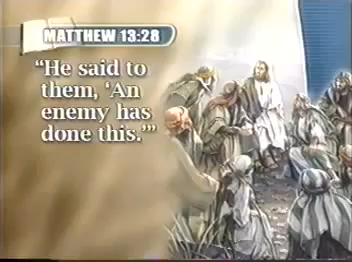 MATTHEW 13:28
“He said to
them, ‘An
enemy has
done this.’”